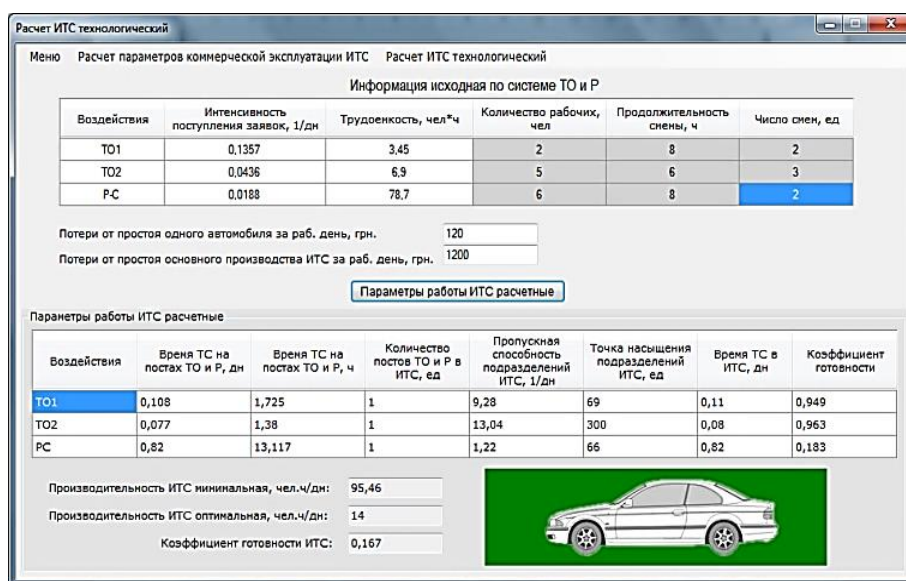 Расчет ИТС технологический
Меню Расчет параметров коммерческой эксплуатации ИТС Расчет ИТС технологический
Информация исходная по системе ТО и Р
Воздействия Интенсивность поступления заявок, 1/дн Трудоенкость, чел*ч Количество рабочих, чел Продолжительность смены, ч Число смен, ед
ТО1 0,1357 3,45 2 8 2
ТО2 0,0436 6,9 5 6 3
Р-С 0,0188 78,7 6 8 2
Потери от простоя одного автомобиля за раб. день, грн. 120
Потери от простоя основного производства ИТС за раб. день, грн. 1200
Параметры работы ИТС расчетные
Параметры работы ИТС расчетные
Воздействия Время ТС на постах ТО и Р, дн Время ТС на постах ТО и Р, ч Количество постов ТО и Р в ИТС, ед Пропускная способность подразделений ИТС, 1/дн Точка насыщения подразделений ИТС, ед Время ТС в ИТС, дн Коэффициент готовности
ТО1 0,108 1,725 1 9,28 69 0,11 0,949
ТО2 0,077 1,38 1 13,04 300 0,08 0,963
РС 0,82 13,117 1 1,22 66 0,82 0,183
Производительность ИТС мининальная, чел.ч/дн: 95,46
Производительность ИТС оптимальная, чел.ч/дн: 14
Коэффициент готовности ИТС: 0,167